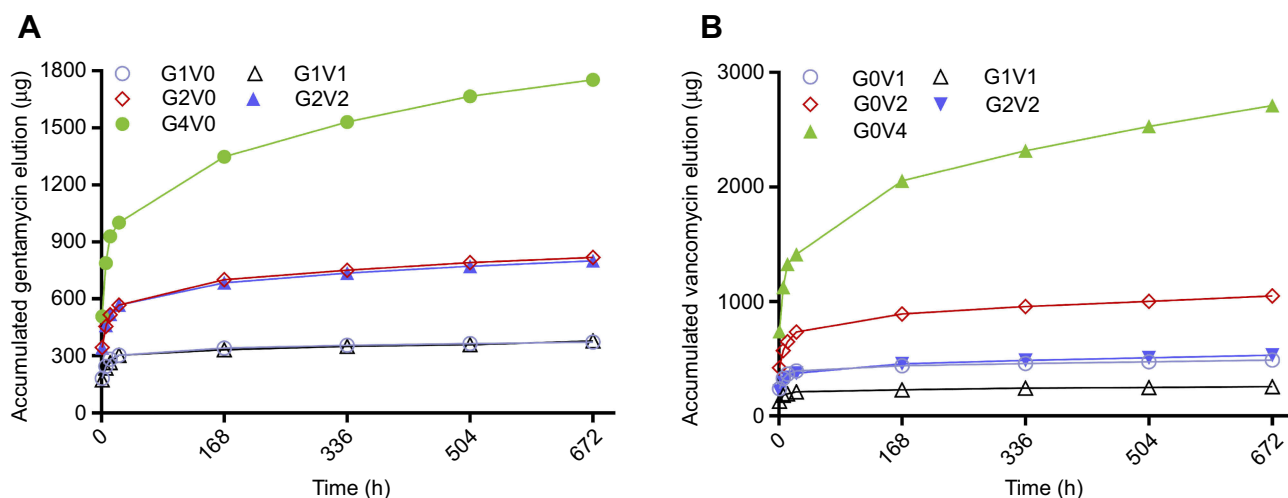 A
Accumulated gentamycin elution (µg)
1800
1500
1200
900
600
300
0
G1V0
G1V1
G2V0
G2V2
G4V0
0
168
336
504
672
Time (h)
B
Accumulated vancomycin elution (µg)
3000
2000
1000
0
G0V1
G1V1
G0V2
G2V2
G0V4
0
168
336
504
672
Time (h)